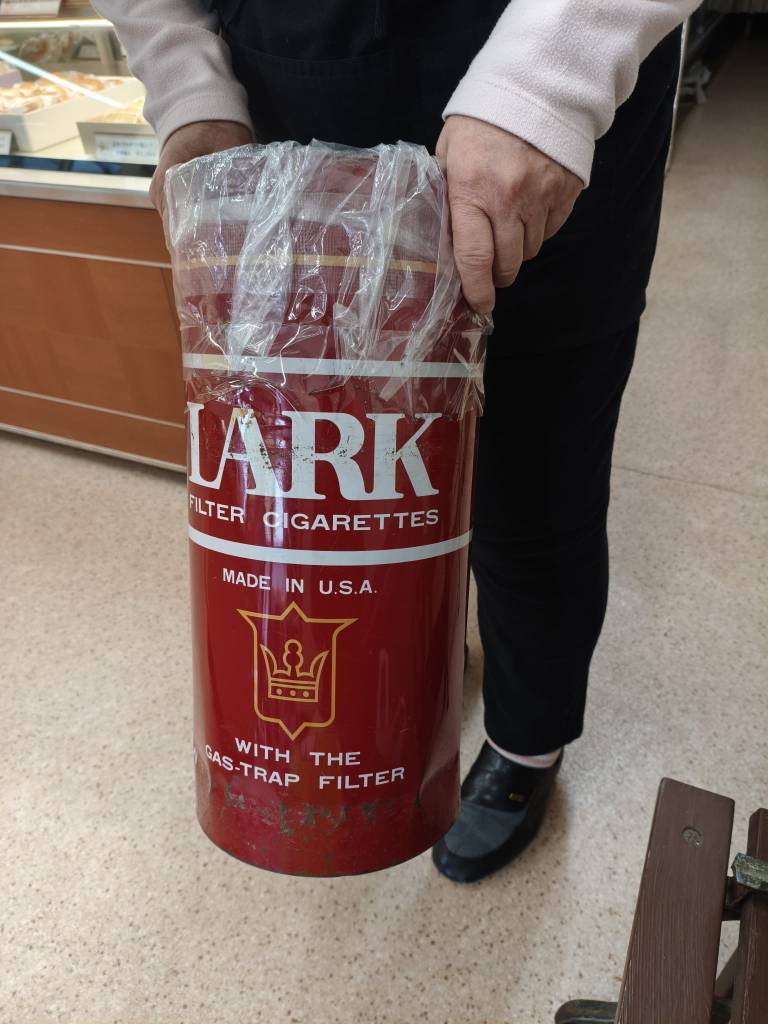 LARK
FILTER CIGARETTES
MADE IN U.S.A.
WITH THE
GAS-TRAP FILTER